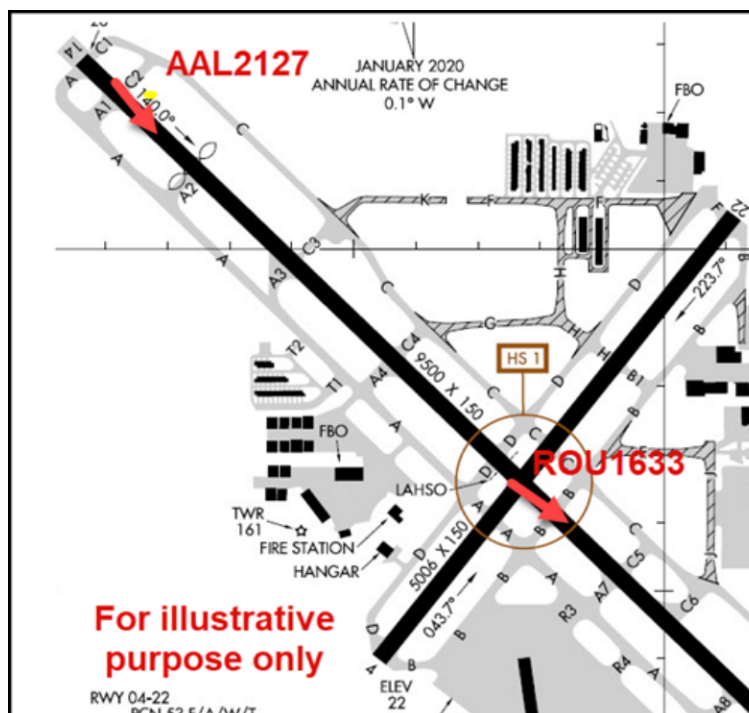 20
14
C1
AAL2127
JANUARY 2020
ANNUAL RATE OF CHANGE
0.1° W
FBO
A
C2
A1
140.0°
C
A
A2
K
F
F
F
22
C3
A
A3
H
D
B
223.7°
C
G
H
B
T2
C4
9500 X 150
HS 1
H
D
B1
T1
A4
C
B
A
FBO
D
C
ROU1633
D
LAHSO
B
E
J
TWR
161
A
A
B
C
FIRE STATION
D
5006 X 150
C5
J
HANGAR
B
A
A7
C6
043.7°
R3
For illustrative
purpose only
D
B
4
B
R4
A
ELEV
22
A8
RWY 04-22
PCN 53 F/A/W/T